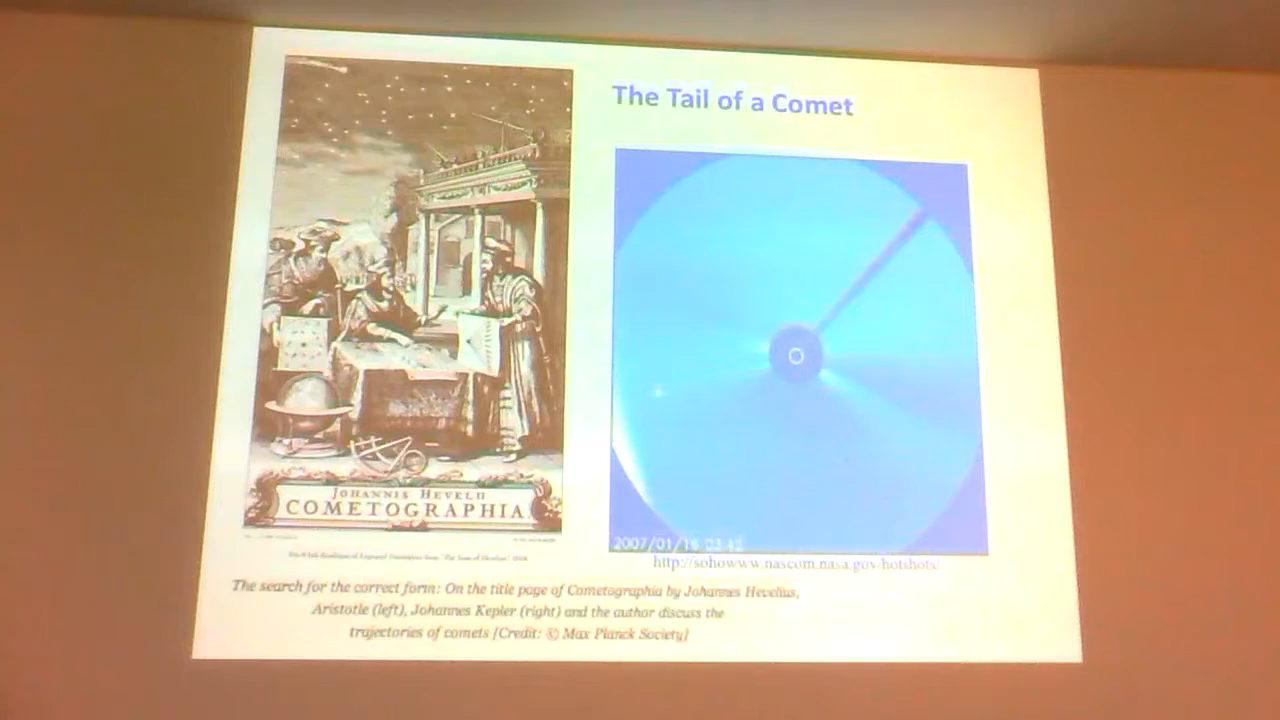 The Tail of a Comet
JOHANNIS HEVELII
COMETOGRAPHIA
2007/01/16 03:42
http://sohowww.nascom.nasa.gov/hotshots/
The search for the correct form: On the title page of Cometographia by Johannes Hevelius,
Aristotle (left), Johannes Kepler (right) and the author discuss the
trajectories of comets [Credit: © Max Planck Society]